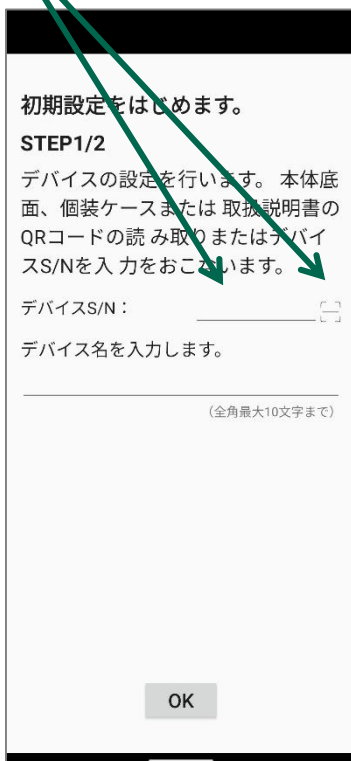 初期設定をはじめます。
STEP1/2
デバイスの設定を行います。 本体底
面、個装ケースまたは 取扱説明書の
QRコードの読 み取りまたはデバイ
スS/Nを入 力をおこないます。
デバイスS/N：
デバイス名を入力します。
（全角最大10文字まで）
OK